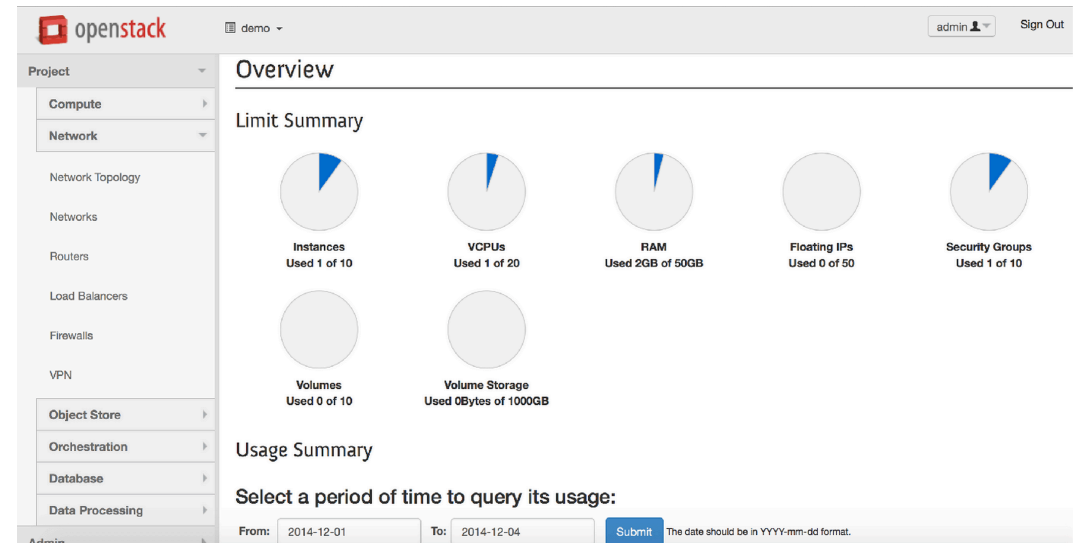 openstack
demo
admin
Sign Out
Project
Compute
Network
Network Topology
Networks
Routers
Load Balancers
Firewalls
VPN
Object Store
Orchestration
Database
Data Processing
Admin
Overview
Limit Summary
Instances
Used 1 of 10
VCPUs
Used 1 of 20
RAM
Used 2GB of 50GB
Floating IPs
Used 0 of 50
Security Groups
Used 1 of 10
Volumes
Used 0 of 10
Volume Storage
Used 0Bytes of 1000GB
Usage Summary
Select a period of time to query its usage:
From: 2014-12-01 To: 2014-12-04 Submit The date should be in YYYY-mm-dd format.